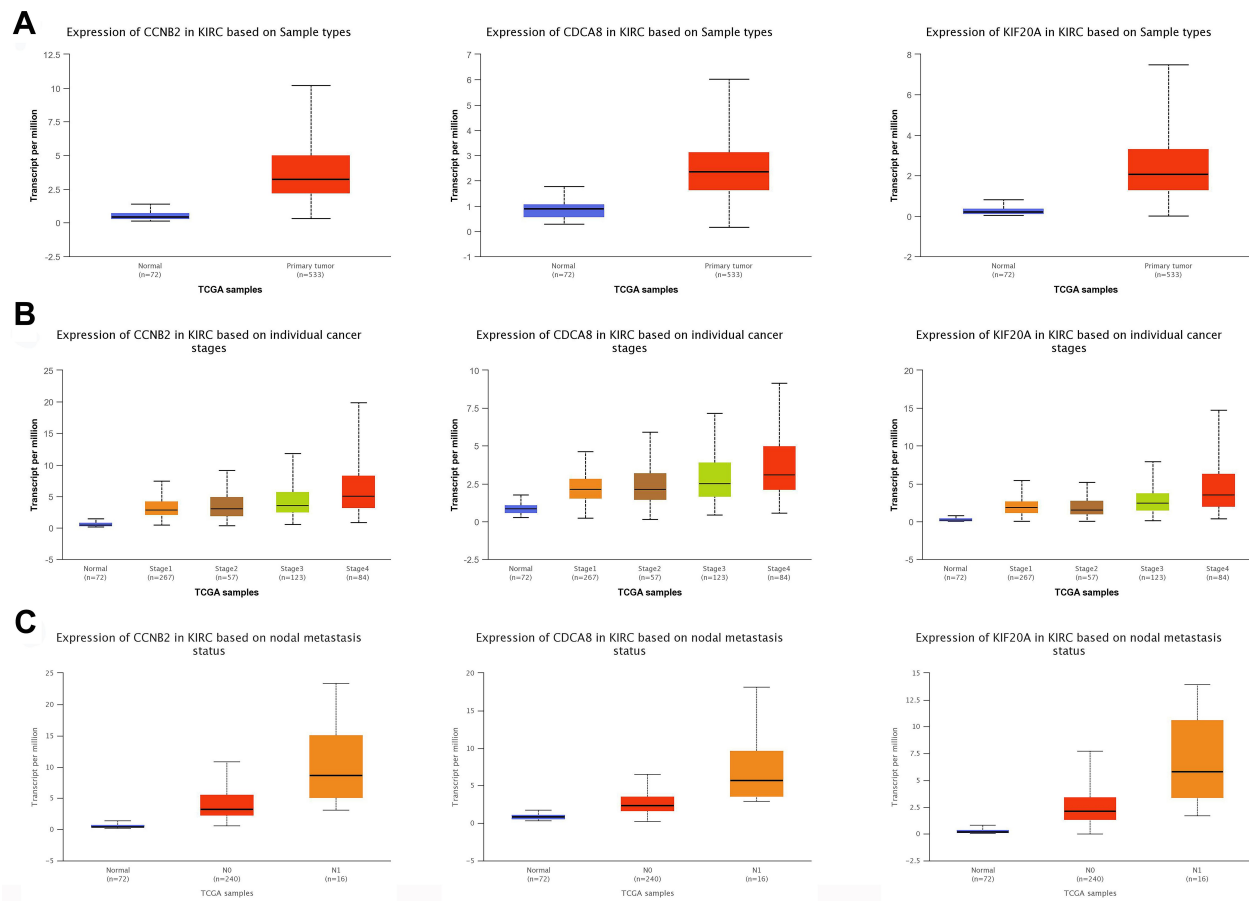 A
Expression of CCNB2 in KIRC based on Sample types
12.5
10
7.5
5
2.5
0
-2.5
Transcript per million
Normal
(n=72)
Primary tumor
(n=533)
TCGA samples
Expression of CDCA8 in KIRC based on Sample types
7
6
5
4
3
2
1
0
-1
Transcript per million
Normal
(n=72)
Primary tumor
(n=533)
TCGA samples
Expression of KIF20A in KIRC based on Sample types
8
6
4
2
0
-2
Transcript per million
Normal
(n=72)
Primary tumor
(n=533)
TCGA samples
B
Expression of CCNB2 in KIRC based on individual cancer
stages
25
20
15
10
5
0
-5
Transcript per million
Normal
(n=72)
Stage1
(n=267)
Stage2
(n=57)
Stage3
(n=123)
Stage4
(n=84)
TCGA samples
Expression of CDCA8 in KIRC based on individual cancer
stages
10
7.5
5
2.5
0
-2.5
Transcript per million
Normal
(n=72)
Stage1
(n=267)
Stage2
(n=57)
Stage3
(n=123)
Stage4
(n=84)
TCGA samples
Expression of KIF20A in KIRC based on individual cancer
stages
20
15
10
5
0
-5
Transcript per million
Normal
(n=72)
Stage1
(n=267)
Stage2
(n=57)
Stage3
(n=123)
Stage4
(n=84)
TCGA samples
C
Expression of CCNB2 in KIRC based on nodal metastasis
status
25
20
15
10
5
0
-5
Transcript per million
Normal
(n=72)
N0
(n=240)
N1
(n=16)
TCGA samples
Expression of CDCA8 in KIRC based on nodal metastasis
status
20
15
10
5
0
-5
Transcript per million
Normal
(n=72)
N0
(n=240)
N1
(n=16)
TCGA samples
Expression of KIF20A in KIRC based on nodal metastasis
status
15
12.5
10
7.5
5
2.5
0
-2.5
Transcript per million
Normal
(n=72)
N0
(n=240)
N1
(n=16)
TCGA samples